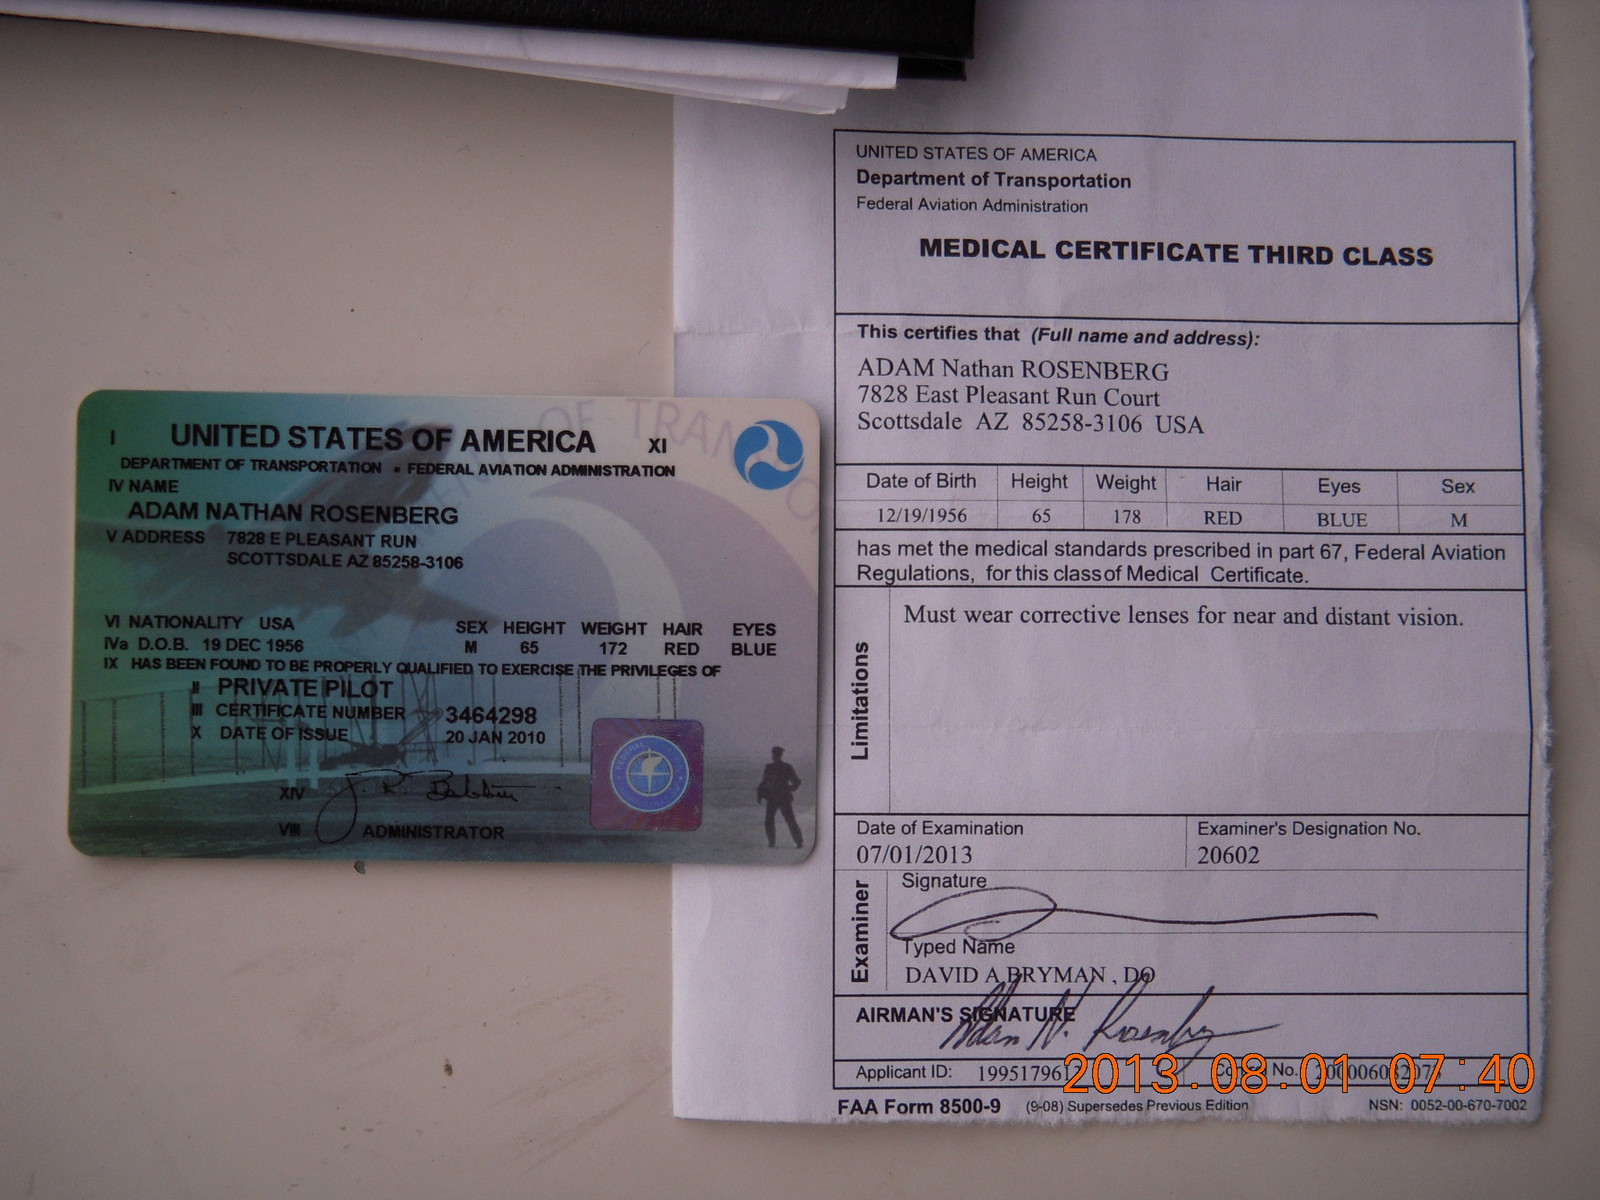 I UNITED STATES OF AMERICA XI
DEPARTMENT OF TRANSPORTATION • FEDERAL AVIATION ADMINISTRATION
IV NAME
ADAM NATHAN ROSENBERG
V ADDRESS 7828 E PLEASANT RUN
SCOTTSDALE AZ 85258-3106
VI NATIONALITY USA
SEX HEIGHT WEIGHT HAIR EYES
IVa D.O.B. 19 DEC 1956 M 65 172 RED BLUE
IX HAS BEEN FOUND TO BE PROPERLY QUALIFIED TO EXERCISE THE PRIVILEGES OF
II PRIVATE PILOT
III CERTIFICATE NUMBER 3464298
X DATE OF ISSUE 20 JAN 2010
XIV J. R. Babbitt
VIII ADMINISTRATOR
UNITED STATES OF AMERICA
Department of Transportation
Federal Aviation Administration
MEDICAL CERTIFICATE THIRD CLASS
This certifies that (Full name and address):
ADAM Nathan ROSENBERG
7828 East Pleasant Run Court
Scottsdale AZ 85258-3106 USA
Date of Birth Height Weight Hair Eyes Sex
12/19/1956 65 178 RED BLUE M
has met the medical standards prescribed in part 67, Federal Aviation
Regulations, for this class of Medical Certificate.
Limitations
Must wear corrective lenses for near and distant vision.
Date of Examination Examiner's Designation No.
07/01/2013 20602
Examiner
Signature
Typed Name
DAVID A BRYMAN , DO
AIRMAN'S SIGNATURE Adam N. Rosenberg
Applicant ID: No.
2013.08.01 07:40
FAA Form 8500-9 (9-08) Supersedes Previous Edition NSN: 0052-00-670-7002